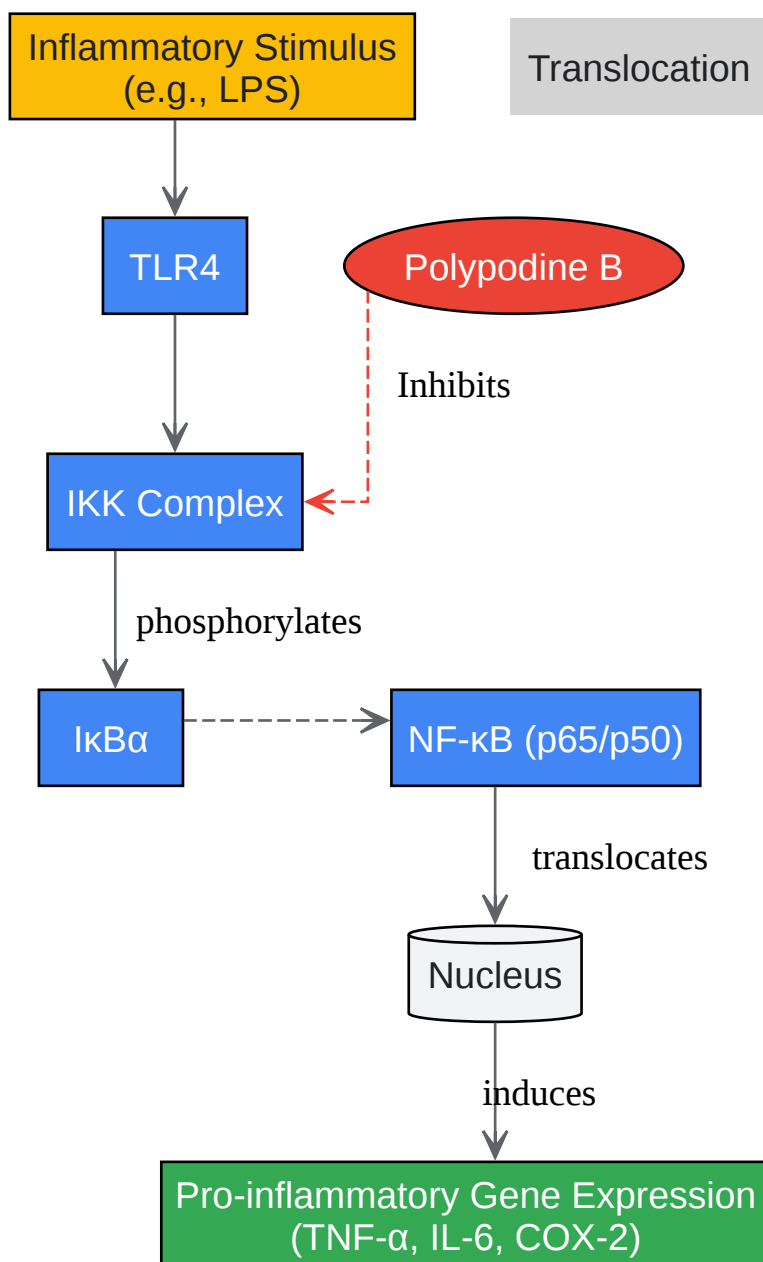 Inflammatory Stimulus
(e.g., LPS)
Translocation
TLR4
Polypodine B
Inhibits
IKK Complex
phosphorylates
IκBα
NF-κB (p65/p50)
translocates
Nucleus
induces
Pro-inflammatory Gene Expression
(TNF-α, IL-6, COX-2)